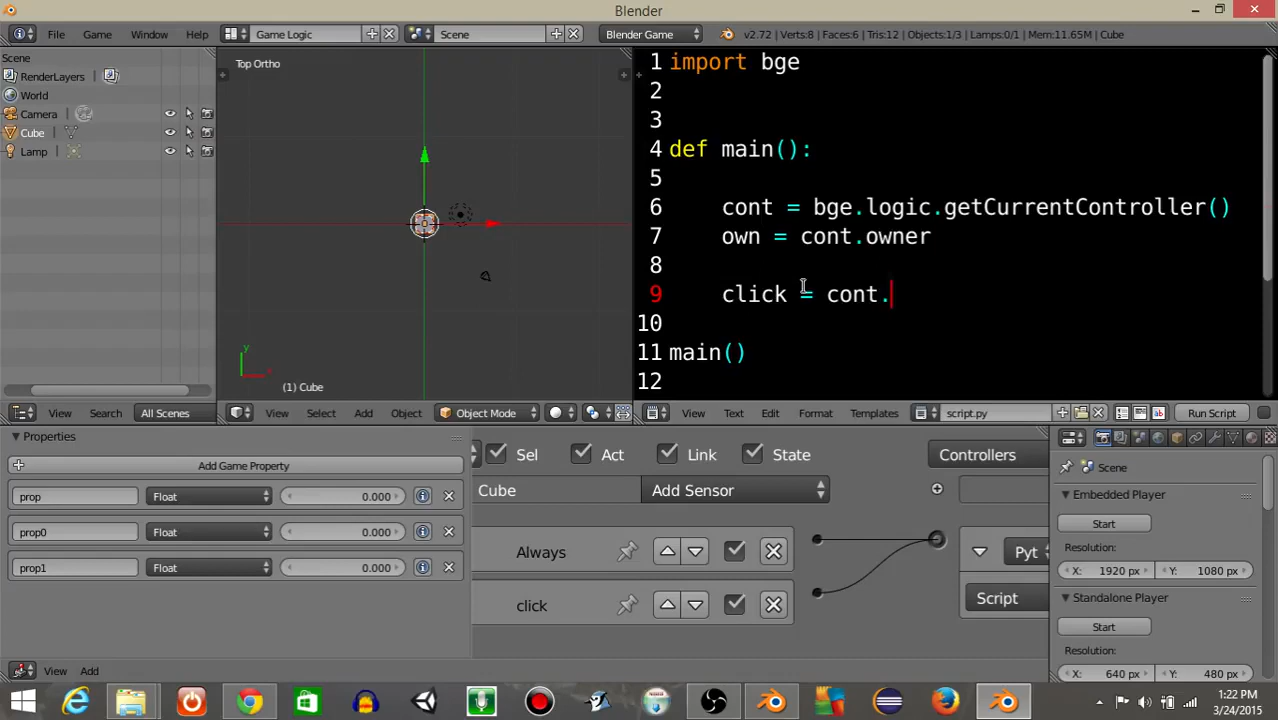 Blender
File Game Window Help Game Logic Scene Blender Game v2.72 | Verts:8 | Faces:6 | Tris:12 | Objects:1/3 | Lamps:0/1 | Mem:11.65M | Cube
Scene
RenderLayers
World
Camera
Cube
Lamp
View Search All Scenes
Top Ortho
y
x
(1) Cube
View Select Add Object Object Mode
1 import bge
2
3
4 def main():
5
6 cont = bge.logic.getCurrentController()
7 own = cont.owner
8
9 click = cont.
10
11 main()
12
View Text Edit Format Templates script.py Run Script
Properties
Add Game Property
prop Float 0.000
prop0 Float 0.000
prop1 Float 0.000
View Add
Sel Act Link State Controllers
Cube Add Sensor
Always
click
Pyt
Script
Scene
Embedded Player
Start
Resolution:
X: 1920 px Y: 1080 px
Standalone Player
Start
Resolution:
X: 640 px Y: 480 px
1:22 PM
3/24/2015